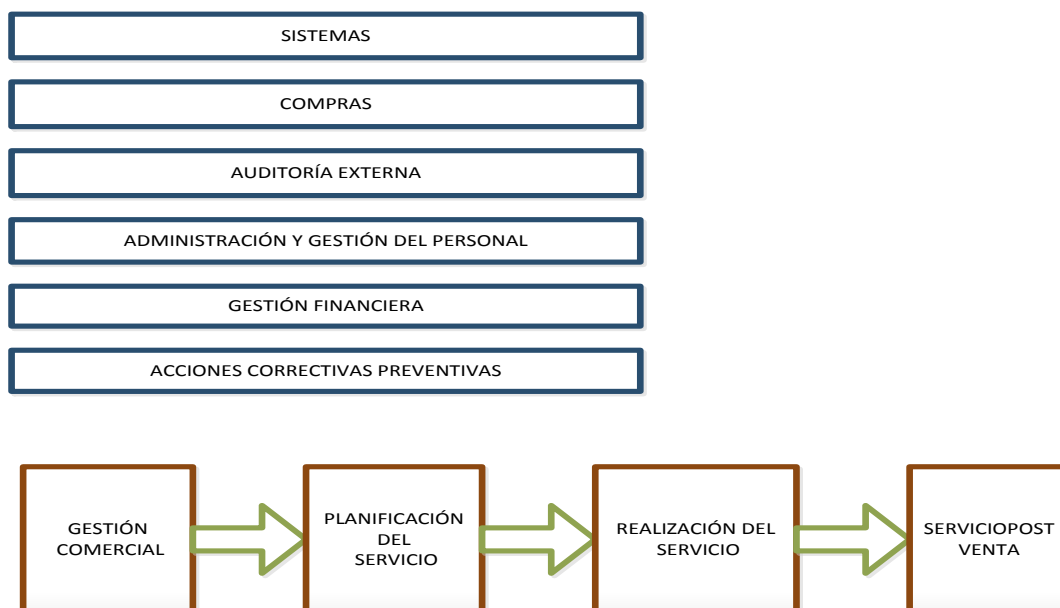 SISTEMAS
COMPRAS
AUDITORÍA EXTERNA
ADMINISTRACIÓN Y GESTIÓN DEL PERSONAL
GESTIÓN FINANCIERA
ACCIONES CORRECTIVAS PREVENTIVAS
GESTIÓN
COMERCIAL
PLANIFICACIÓN
DEL
SERVICIO
REALIZACIÓN DEL
SERVICIO
SERVICIOPOST
VENTA